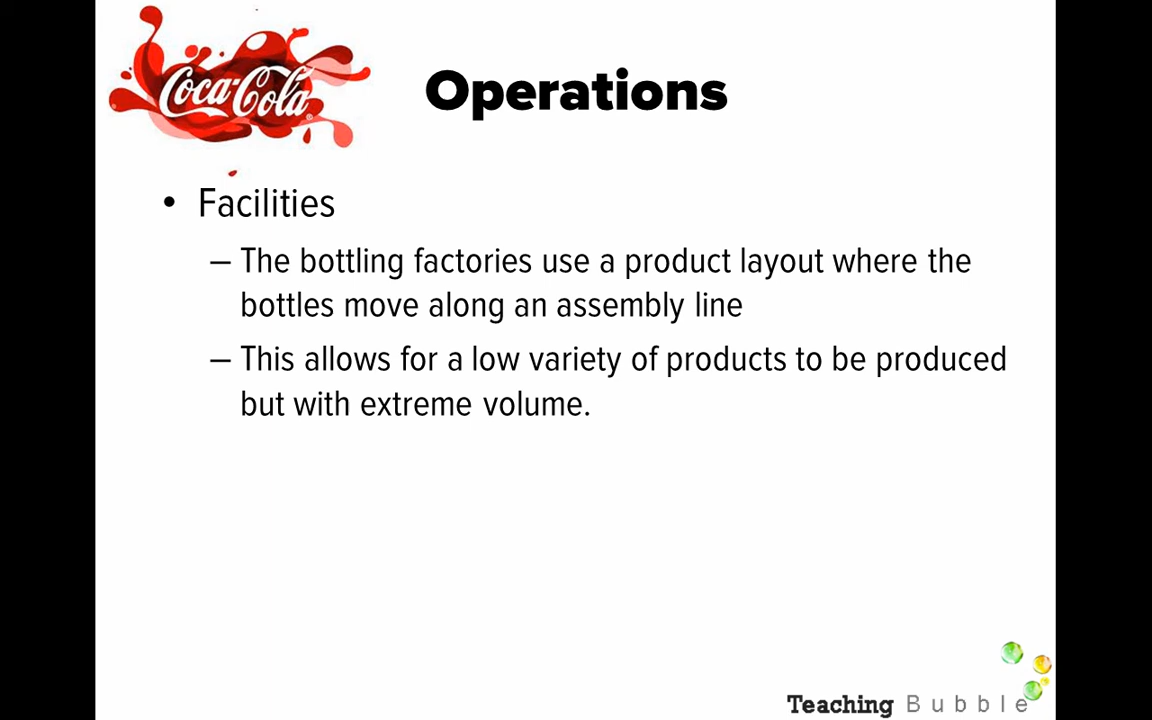 Coca-Cola
Operations
• Facilities
– The bottling factories use a product layout where the
bottles move along an assembly line
– This allows for a low variety of products to be produced
but with extreme volume.
Teaching Bubble